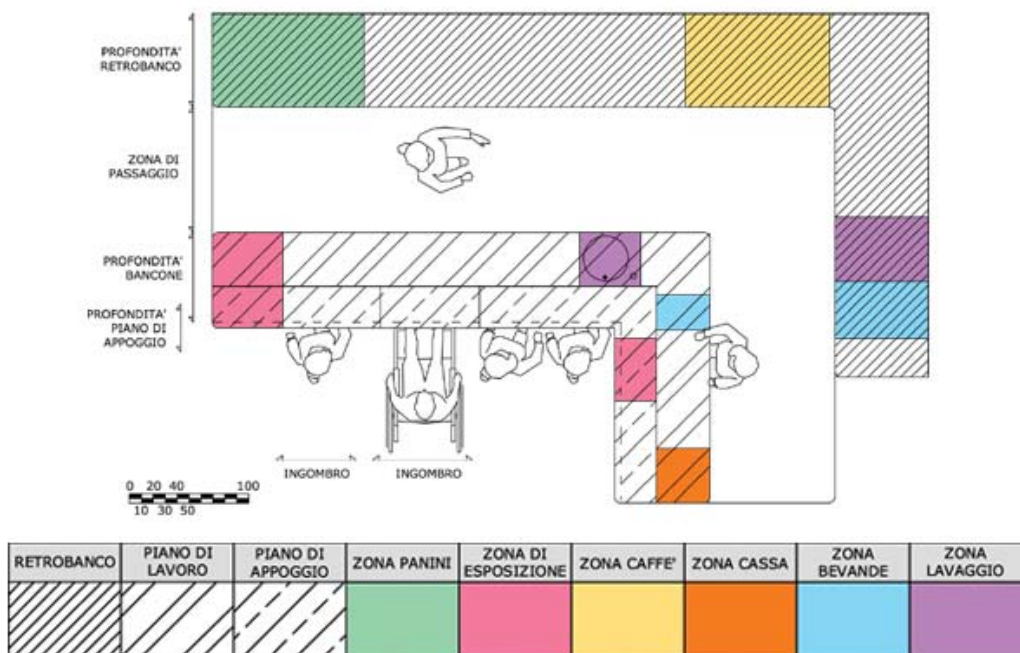 PROFONDITA'
RETROBANCO
ZONA DI
PASSAGGIO
PROFONDITA'
BANCONE
PROFONDITA'
PIANO DI
APPOGGIO
INGOMBRO
INGOMBRO
0 20 40 100
10 30 50
RETROBANCO
PIANO DI
LAVORO
PIANO DI
APPOGGIO
ZONA PANINI
ZONA DI
ESPOSIZIONE
ZONA CAFFE'
ZONA CASSA
ZONA
BEVANDE
ZONA
LAVAGGIO